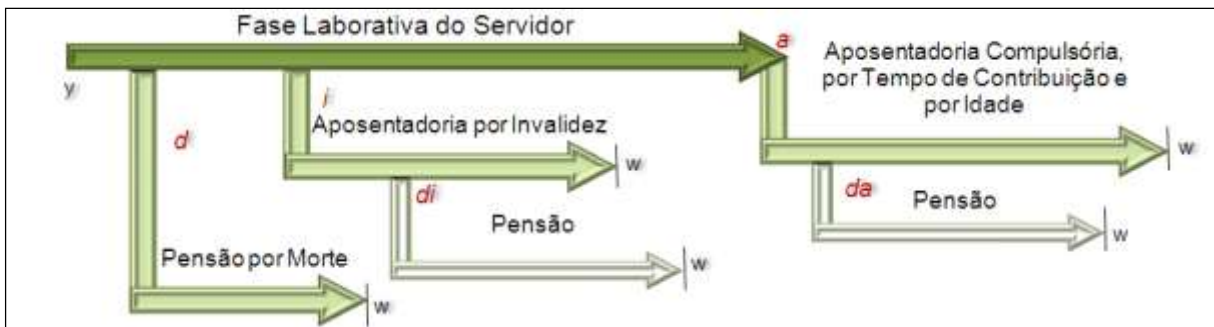 Fase Laborativa do Servidor
a
Aposentadoria Compulsória,
por Tempo de Contribuição e
por Idade
y
i
Aposentadoria por Invalidez
d
w
w
di
da
Pensão
Pensão
w
Pensão por Morte
w
w